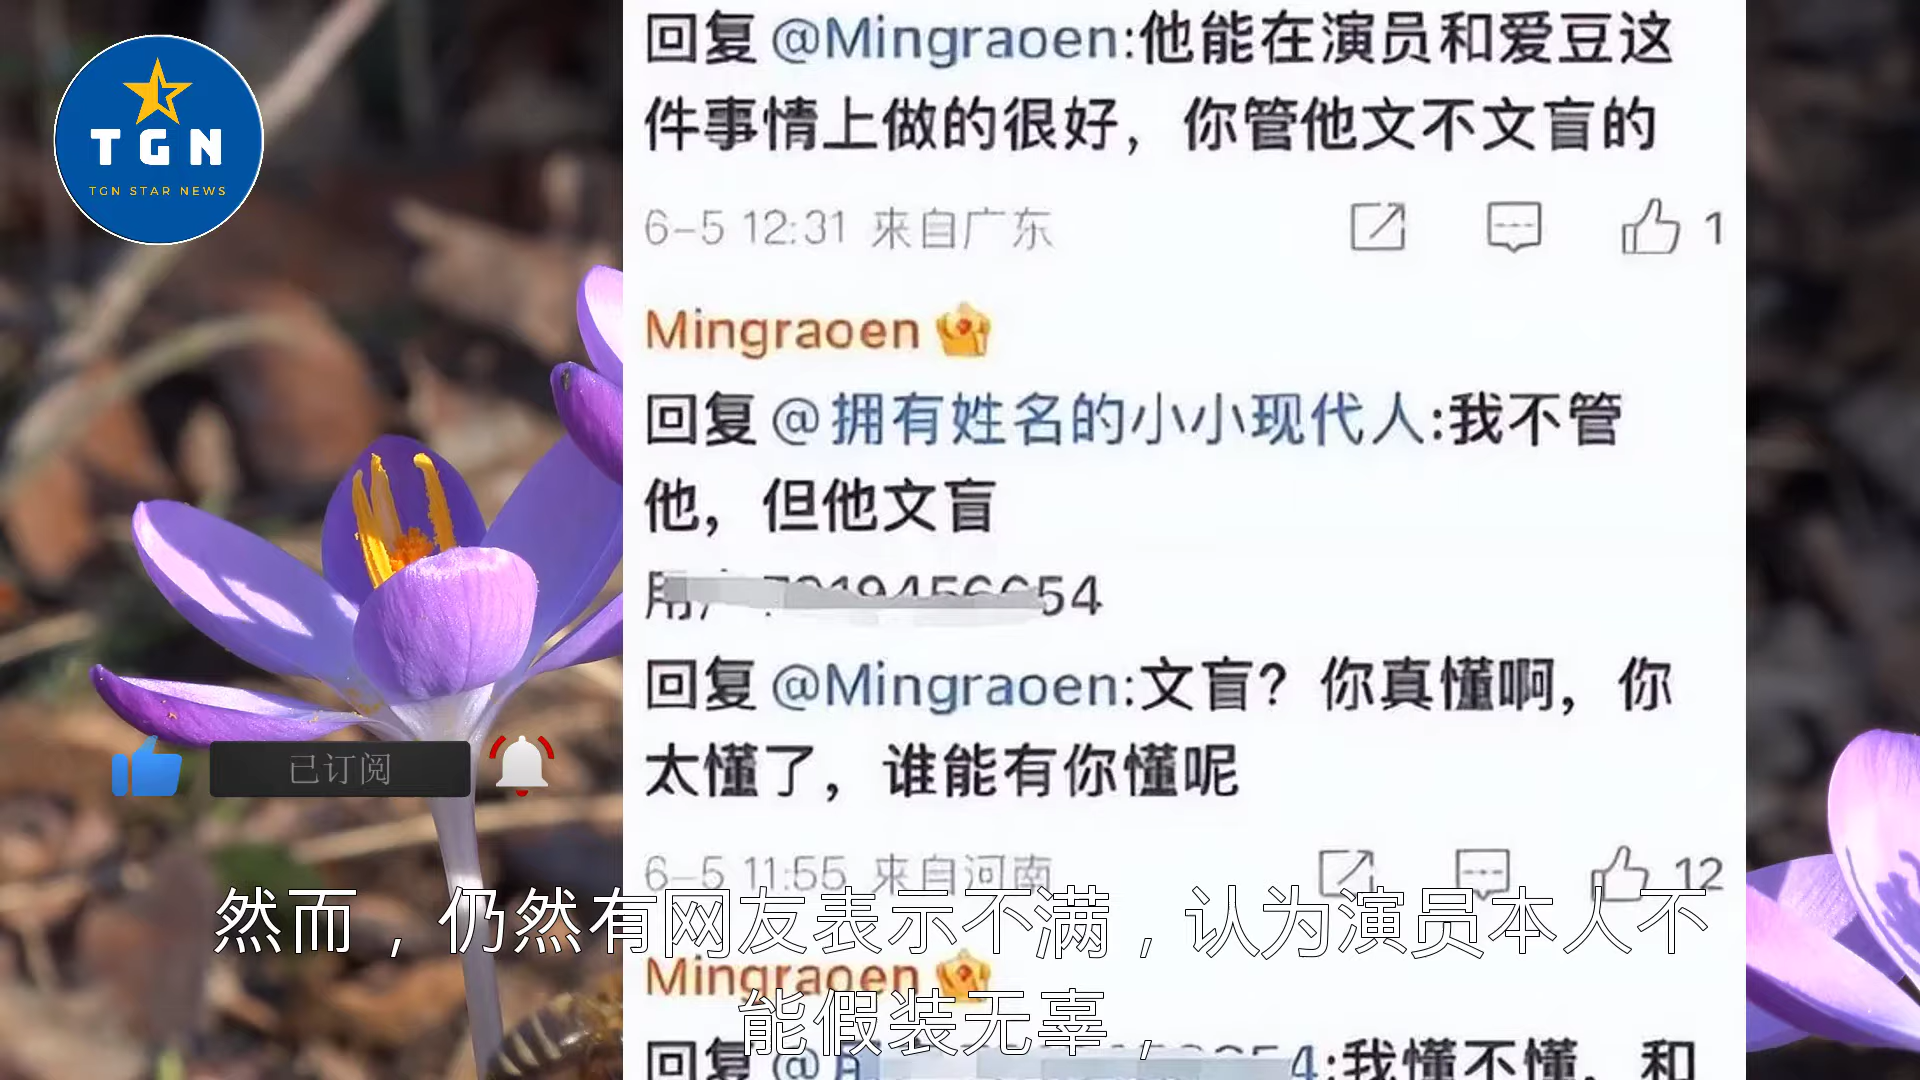 TGN
TGN STAR NEWS
回复 @Mingraoen:他能在演员和爱豆这
件事情上做的很好，你管他文不文盲的
6-5 12:31 来自广东
1
Mingraoen
回复 @拥有姓名的小小现代人:我不管
他，但他文盲
54
回复 @Mingraoen:文盲？你真懂啊，你
太懂了，谁能有你懂呢
已订阅
6-5 11:55 来自河南
12
然而，仍然有网友表示不满，认为演员本人不
Mingraoen
能假装无辜，
回复 @
4:我懂不懂，和